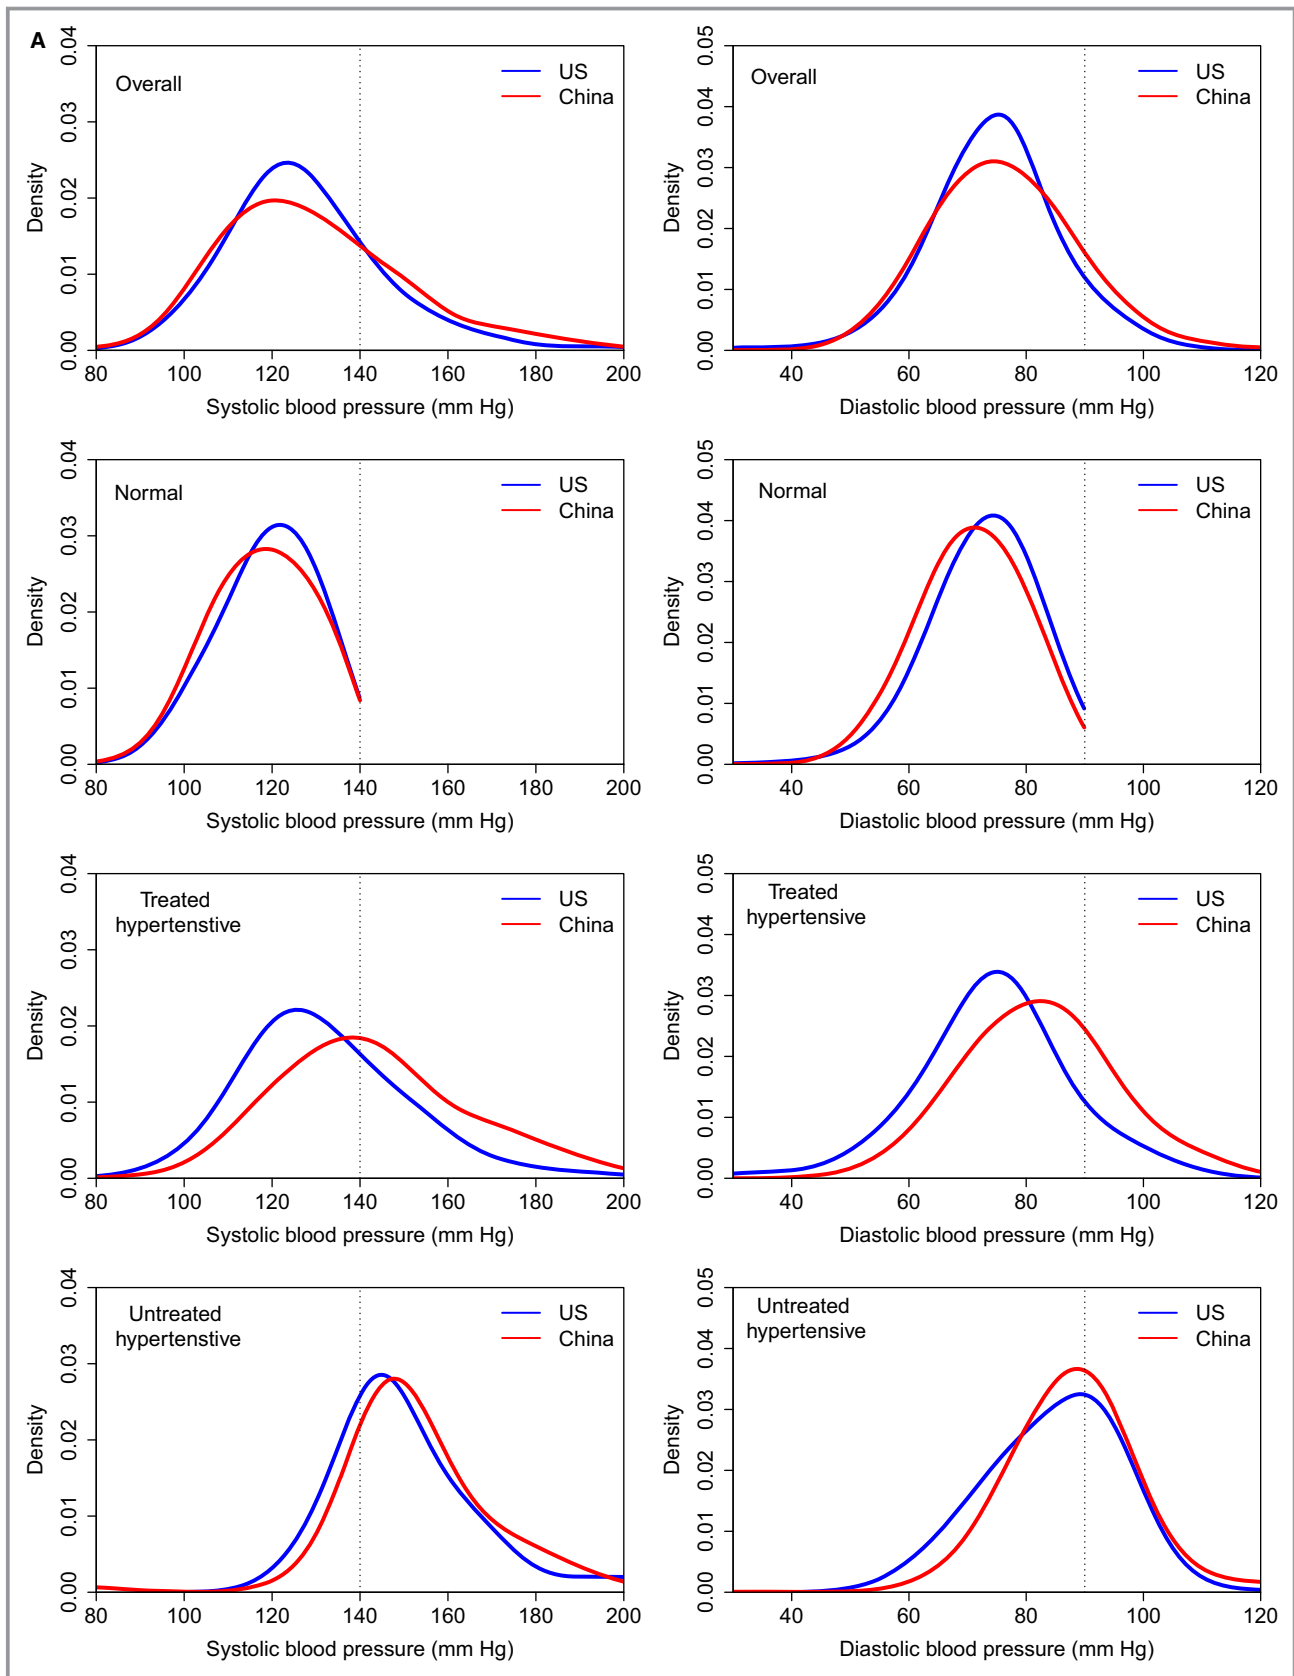 A
0.00 0.01 0.02 0.03 0.04
Density
Overall
US
China
80 100 120 140 160 180 200
Systolic blood pressure (mm Hg)
0.00 0.01 0.02 0.03 0.04 0.05
Density
Overall
US
China
40 60 80 100 120
Diastolic blood pressure (mm Hg)
0.00 0.01 0.02 0.03 0.04
Density
Normal
US
China
80 100 120 140 160 180 200
Systolic blood pressure (mm Hg)
0.00 0.01 0.02 0.03 0.04 0.05
Density
Normal
US
China
40 60 80 100 120
Diastolic blood pressure (mm Hg)
0.00 0.01 0.02 0.03 0.04
Density
Treated
hypertenstive
US
China
80 100 120 140 160 180 200
Systolic blood pressure (mm Hg)
0.00 0.01 0.02 0.03 0.04 0.05
Density
Treated
hypertensive
US
China
40 60 80 100 120
Diastolic blood pressure (mm Hg)
0.00 0.01 0.02 0.03 0.04
Density
Untreated
hypertenstive
US
China
80 100 120 140 160 180 200
Systolic blood pressure (mm Hg)
0.00 0.01 0.02 0.03 0.04 0.05
Density
Untreated
hypertensive
US
China
40 60 80 100 120
Diastolic blood pressure (mm Hg)